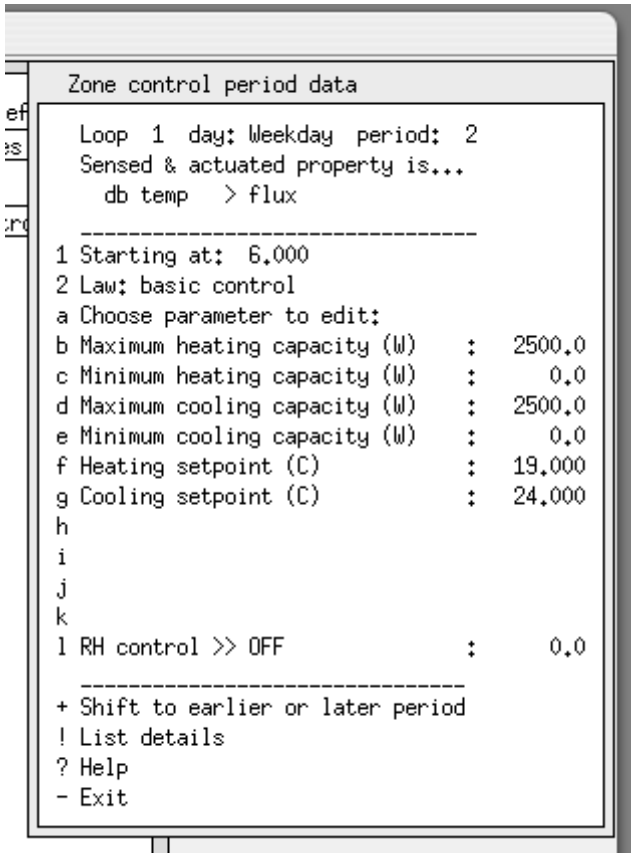 Zone control period data
ef
es
Loop 1 day: Weekday period: 2
Sensed & actuated property is...
db temp > flux
1 Starting at: 6.000
2 Law: basic control
a Choose parameter to edit:
b Maximum heating capacity (W) : 2500.0
c Minimum heating capacity (W) : 0.0
d Maximum cooling capacity (W) : 2500.0
e Minimum cooling capacity (W) : 0.0
f Heating setpoint (C) : 19.000
g Cooling setpoint (C) : 24.000
h
i
j
k
l RH control >> OFF : 0.0
+ Shift to earlier or later period
! List details
? Help
- Exit